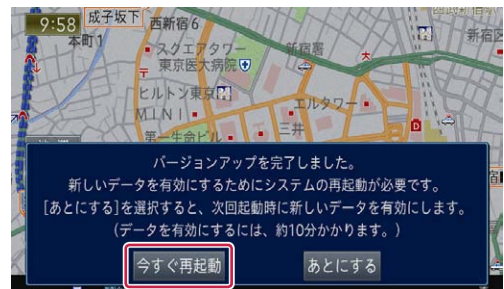 9:58
成子坂下
西新宿6
本町1
スクエアタワー
新宿署
東京医大病院
ヒルトン東京
MINI
エルタワー
第一生命ビル
三井
バージョンアップを完了しました。
新しいデータを有効にするためにシステムの再起動が必要です。
[あとにする]を選択すると、次回起動時に新しいデータを有効にします。
(データを有効にするには、約10分かかります。)
今すぐ再起動
あとにする